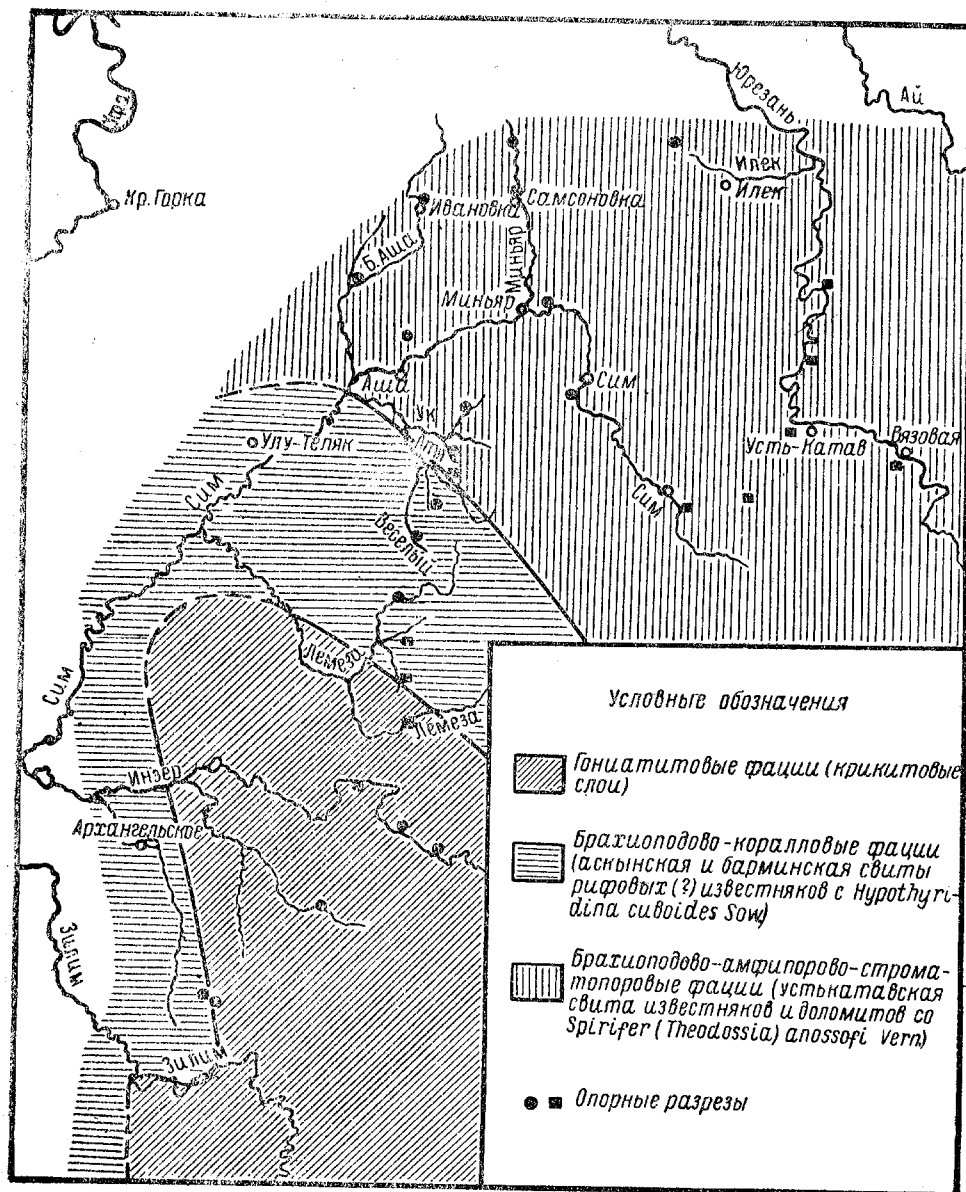 Юрезань
Ай
Уфа
Илек
Илек
Кр. Горка
Ивановка
Самсоновка
Б. Аша
Миньяр
Миньяр
Аша
Сим
Ук
Усть-Катав
Вязовая
Улу-Теляк
Сим
Сим
Веселый
Лемеза
Сим
Лемеза
Инзер
Архангельское
Зилим
Зилим
Условные обозначения
Гониатитовые фации (крикитовые
слои)
Брахиоподово-коралловые фации
(аскынская и барминская свиты
рифовых (?) известняков с Hypothyri-
dina cuboides Sow)
Брахиоподово-амфипорово-строма-
топоровые фации (устькатавская
свита известняков и доломитов со
Spirifer (Theodossia) anossofi Vern)
Опорные разрезы